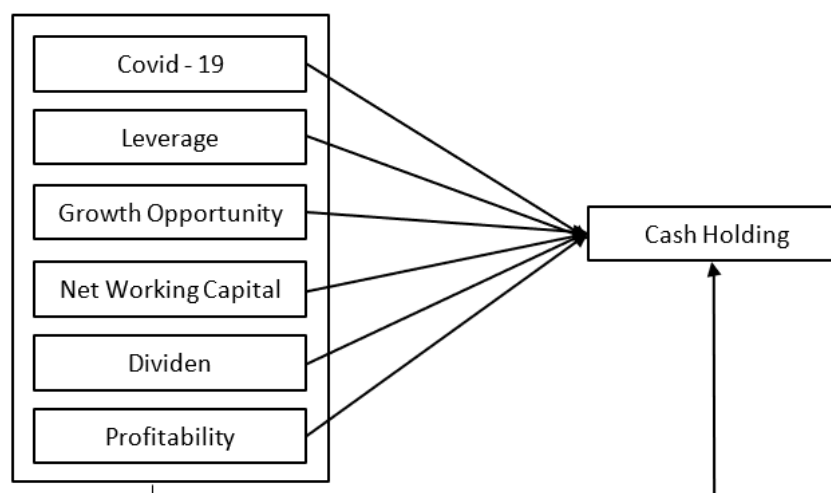 Covid - 19
Leverage
Growth Opportunity
Net Working Capital
Dividen
Profitability
Cash Holding